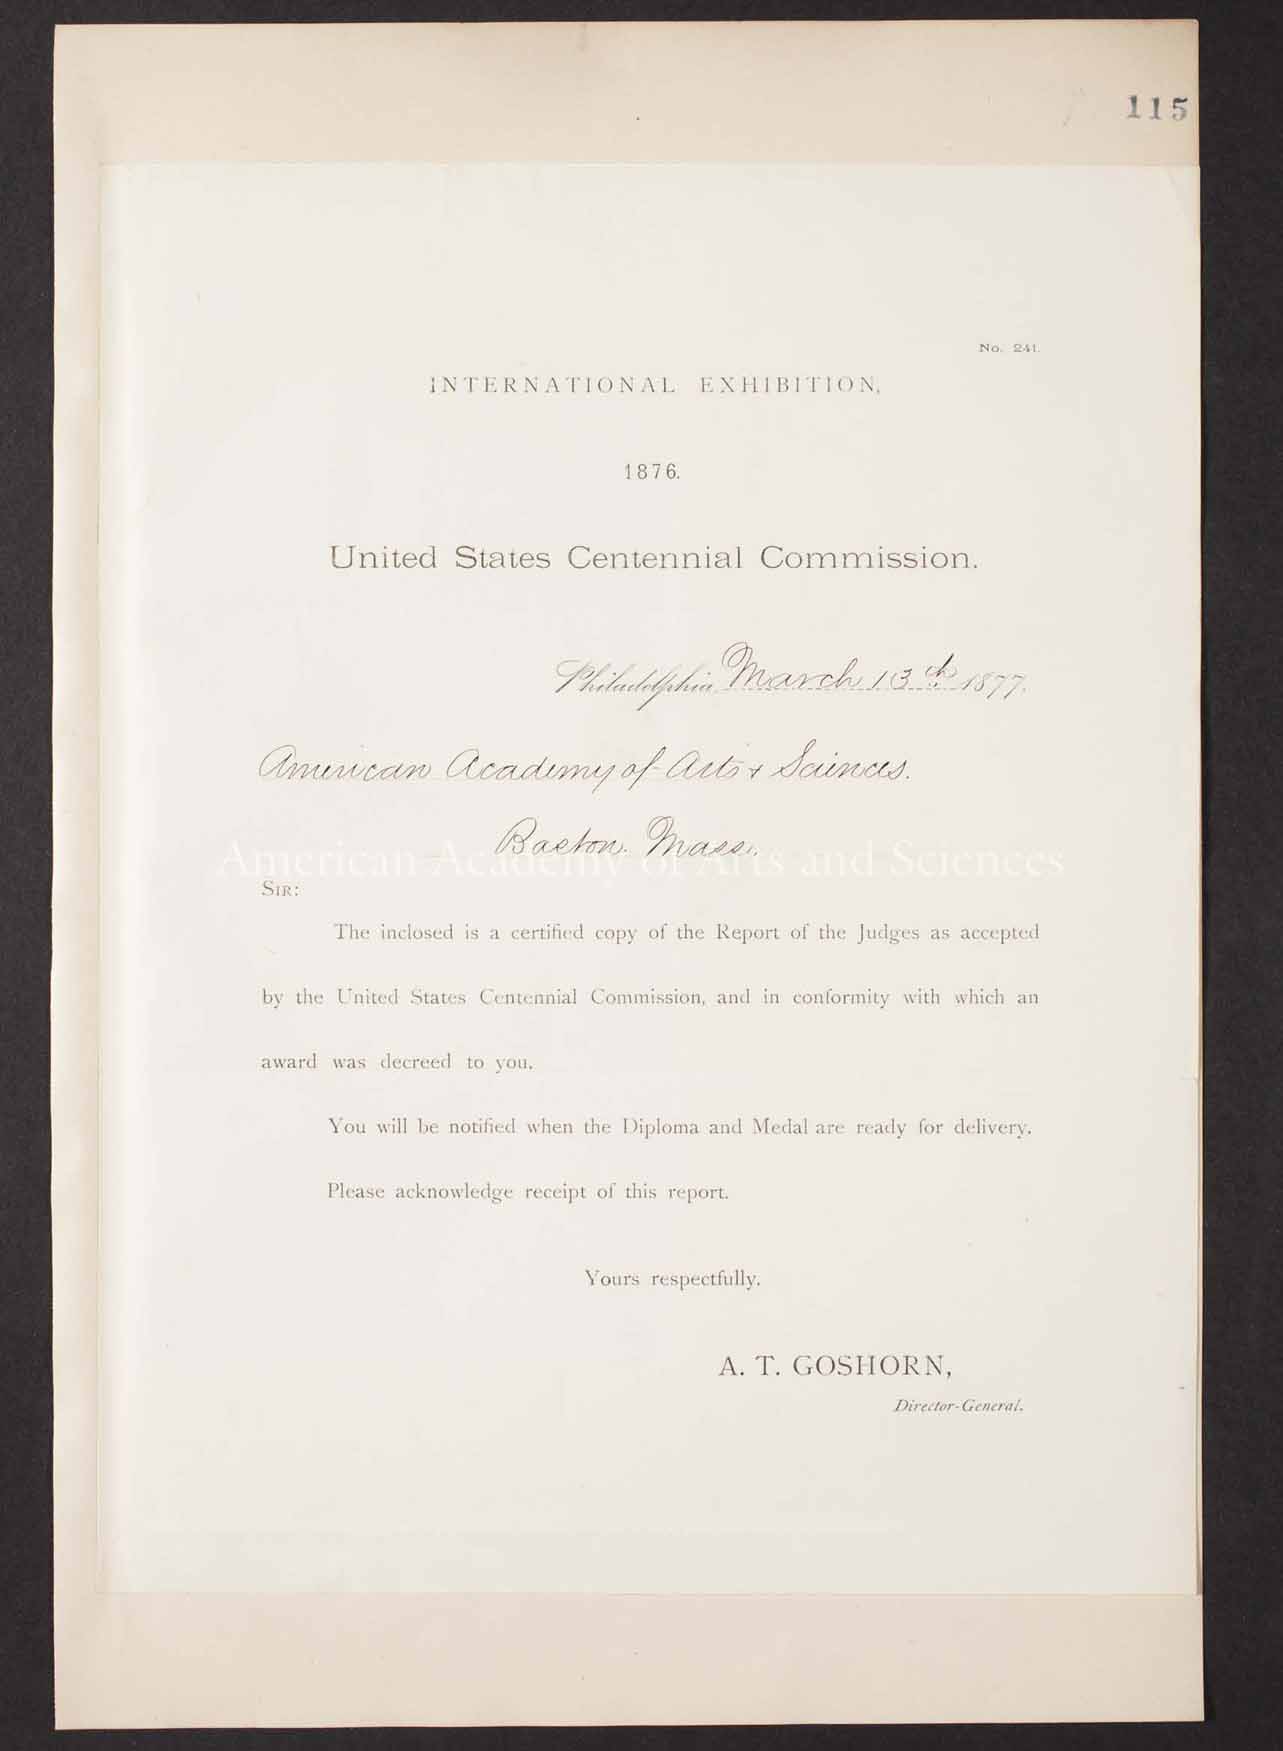 115
No. 241.
INTERNATIONAL EXHIBITION,
1876.
United States Centennial Commission.
Philadelphia, March 13th 1877.
American Academy of Arts & Sciences.
Boston. Mass.
American Academy of Arts and Sciences
SIR:
The inclosed is a certified copy of the Report of the Judges as accepted
by the United States Centennial Commission, and in conformity with which an
award was decreed to you.
You will be notified when the Diploma and Medal are ready for delivery.
Please acknowledge receipt of this report.
Yours respectfully.
A. T. GOSHORN,
Director-General.